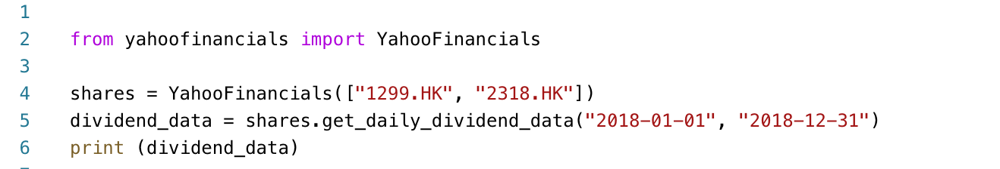 1
2 from yahoofinancials import YahooFinancials
3
4 shares = YahooFinancials(["1299.HK", "2318.HK"])
5 dividend_data = shares.get_daily_dividend_data("2018-01-01", "2018-12-31")
6 print (dividend_data)